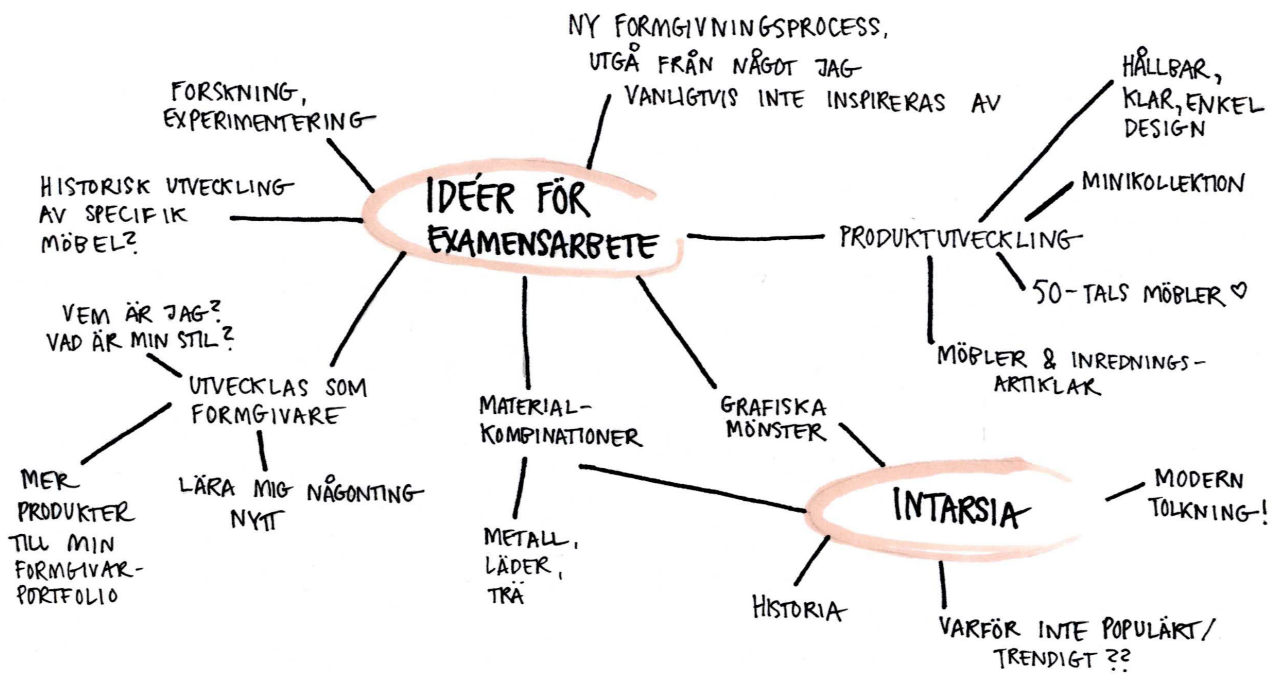 NY FORMGIVNINGSPROCESS,
UTGÅ FRÅN NÅGOT JAG
VANLIGTVIS INTE INSPIRERAS AV
FORSKNING,
EXPERIMENTERING
HISTORISK UTVECKLING
AV SPECIFIK
MÖBEL?
IDÉER FÖR
EXAMENSARBETE
HÅLLBAR,
KLAR, ENKEL
DESIGN
MINIKOLLEKTION
PRODUKTUTVECKLING
50-TALS MÖBLER ♡
MÖBLER & INREDNINGS-
ARTIKLAR
VEM ÄR JAG?
VAD ÄR MIN STIL?
UTVECKLAS SOM
FORMGIVARE
MER
PRODUKTER
TILL MIN
FORMGIVAR-
PORTFOLIO
LÄRA MIG NÅGONTING
NYTT
MATERIAL-
KOMBINATIONER
METALL,
LÄDER,
TRÄ
GRAFISKA
MÖNSTER
INTARSIA
MODERN
TOLKNING!
HISTORIA
VARFÖR INTE POPULÄRT/
TRENDIGT ??